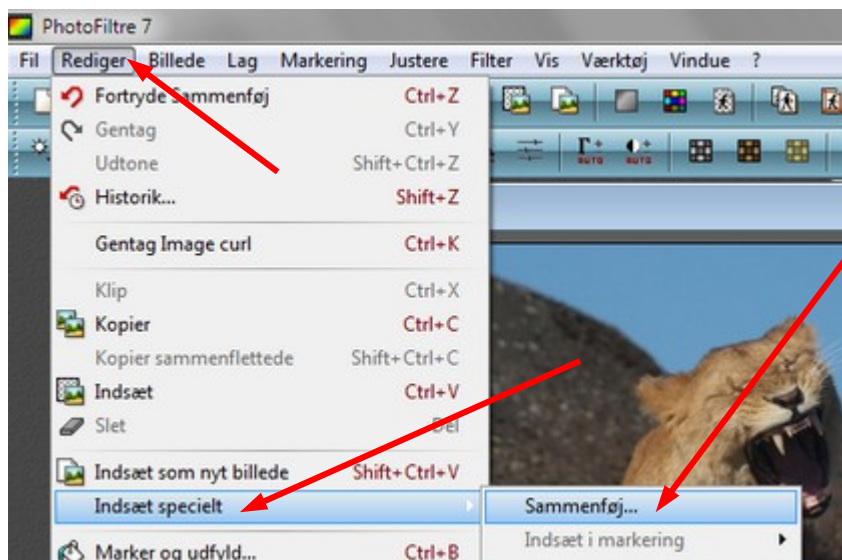 PhotoFiltre 7
Fil Rediger Billede Lag Markering Justere Filter Vis Værktøj Vindue ?
Fortryde Sammenføj Ctrl+Z
Gentag Ctrl+Y
Udtone Shift+Ctrl+Z
Historik... Shift+Z
Gentag Image curl Ctrl+K
Klip Ctrl+X
Kopier Ctrl+C
Kopier sammenflettede Shift+Ctrl+C
Indsæt Ctrl+V
Slet Del
Indsæt som nyt billede Shift+Ctrl+V
Indsæt specielt
Sammenføj...
Indsæt i markering
Marker og udfyld... Ctrl+B
AUTO AUTO